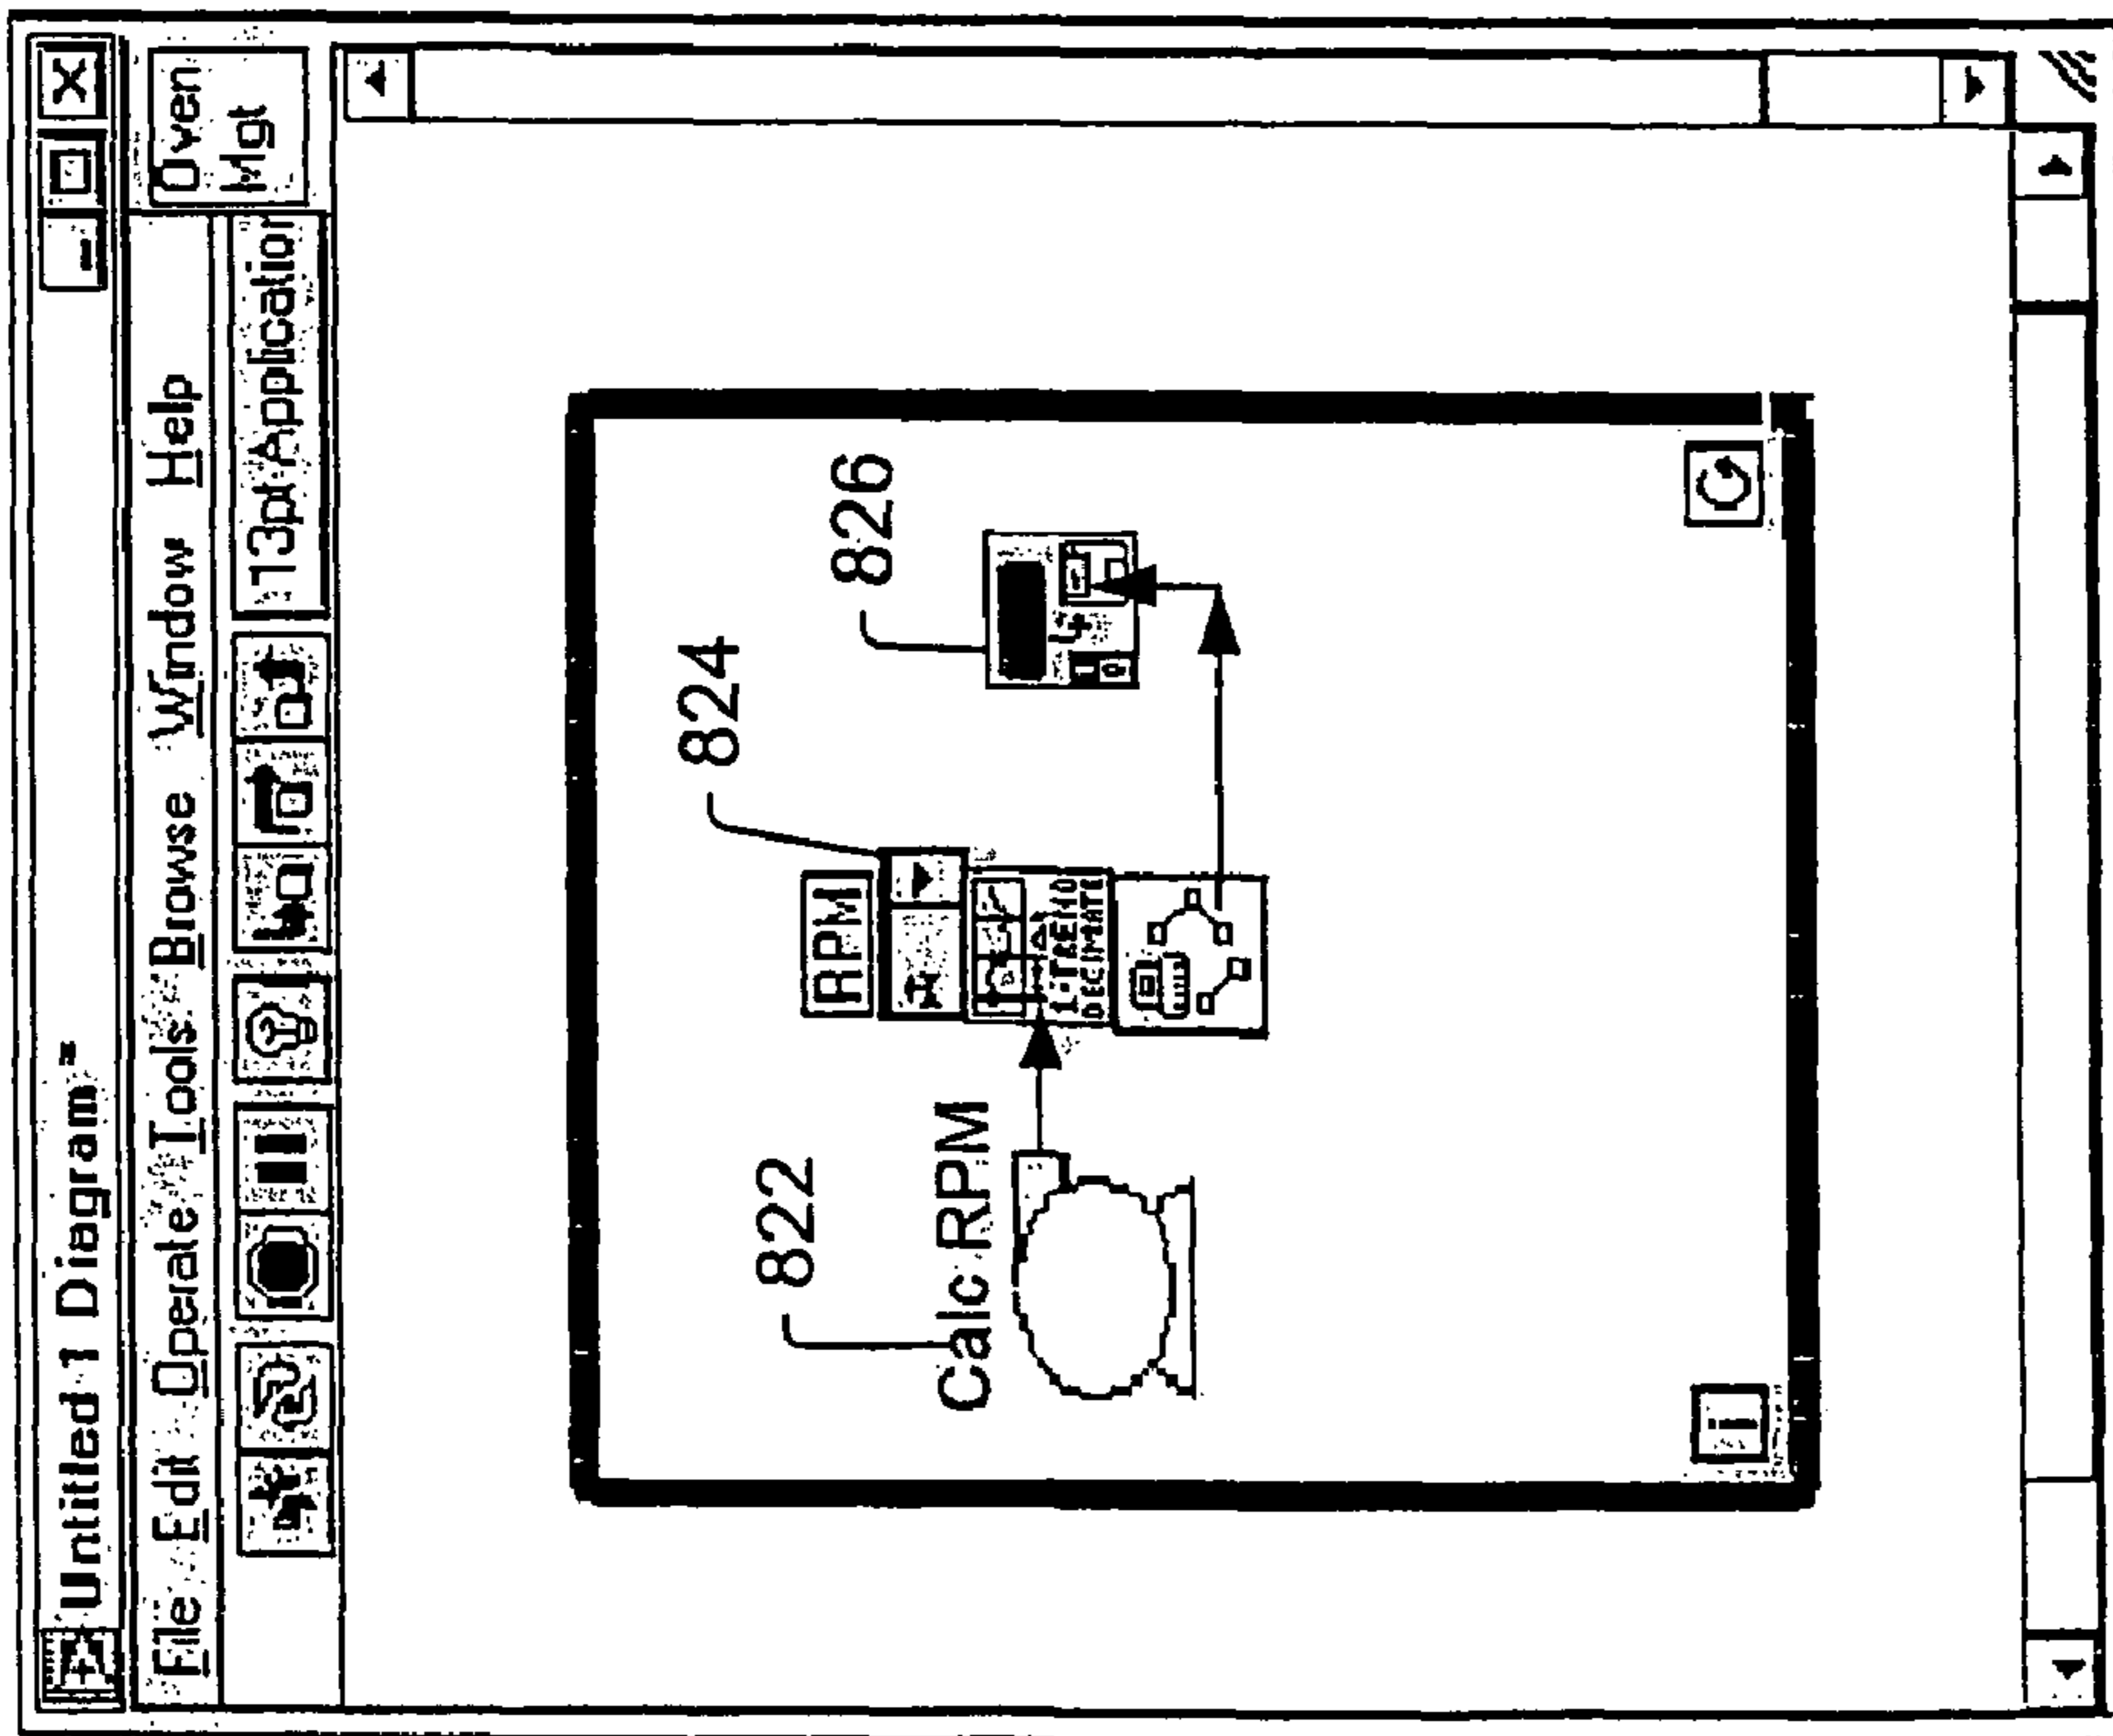 Untitled 1 Diagram
File Edit Operate Tools Browse Window Help
13pt Application
Oven
Mgt
824
RPM
822
826
Calc RPM
DECIMATE
i